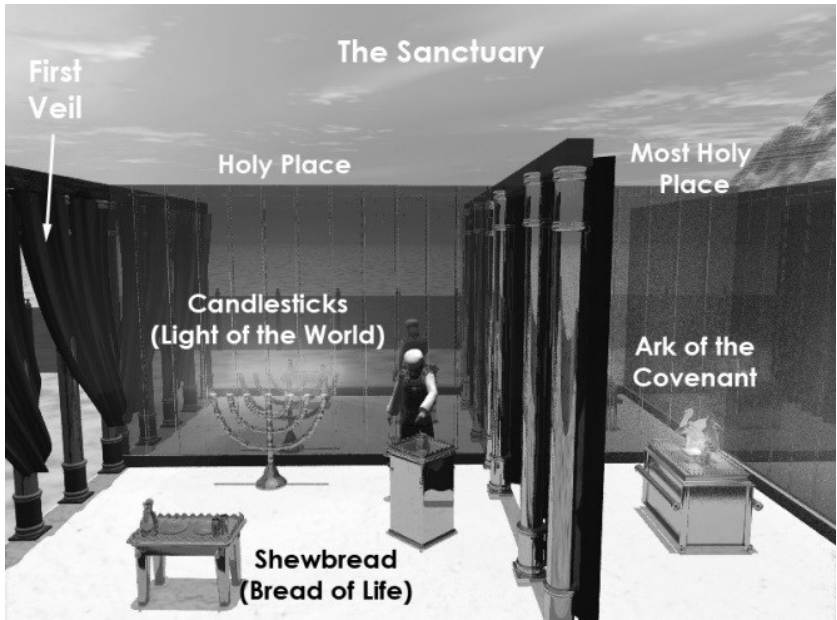 The Sanctuary
First
Veil
Holy Place
Most Holy
Place
Candlesticks
(Light of the World)
Ark of the
Covenant
Shewbread
(Bread of Life)